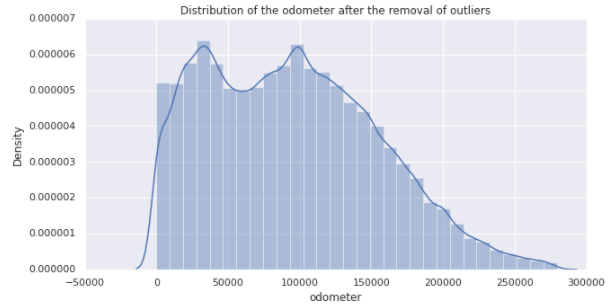 Distribution of the odometer after the removal of outliers
0.000007
0.000006
0.000005
0.000004
0.000003
0.000002
0.000001
0.000000
Density
−50000 0 50000 100000 150000 200000 250000 300000
odometer